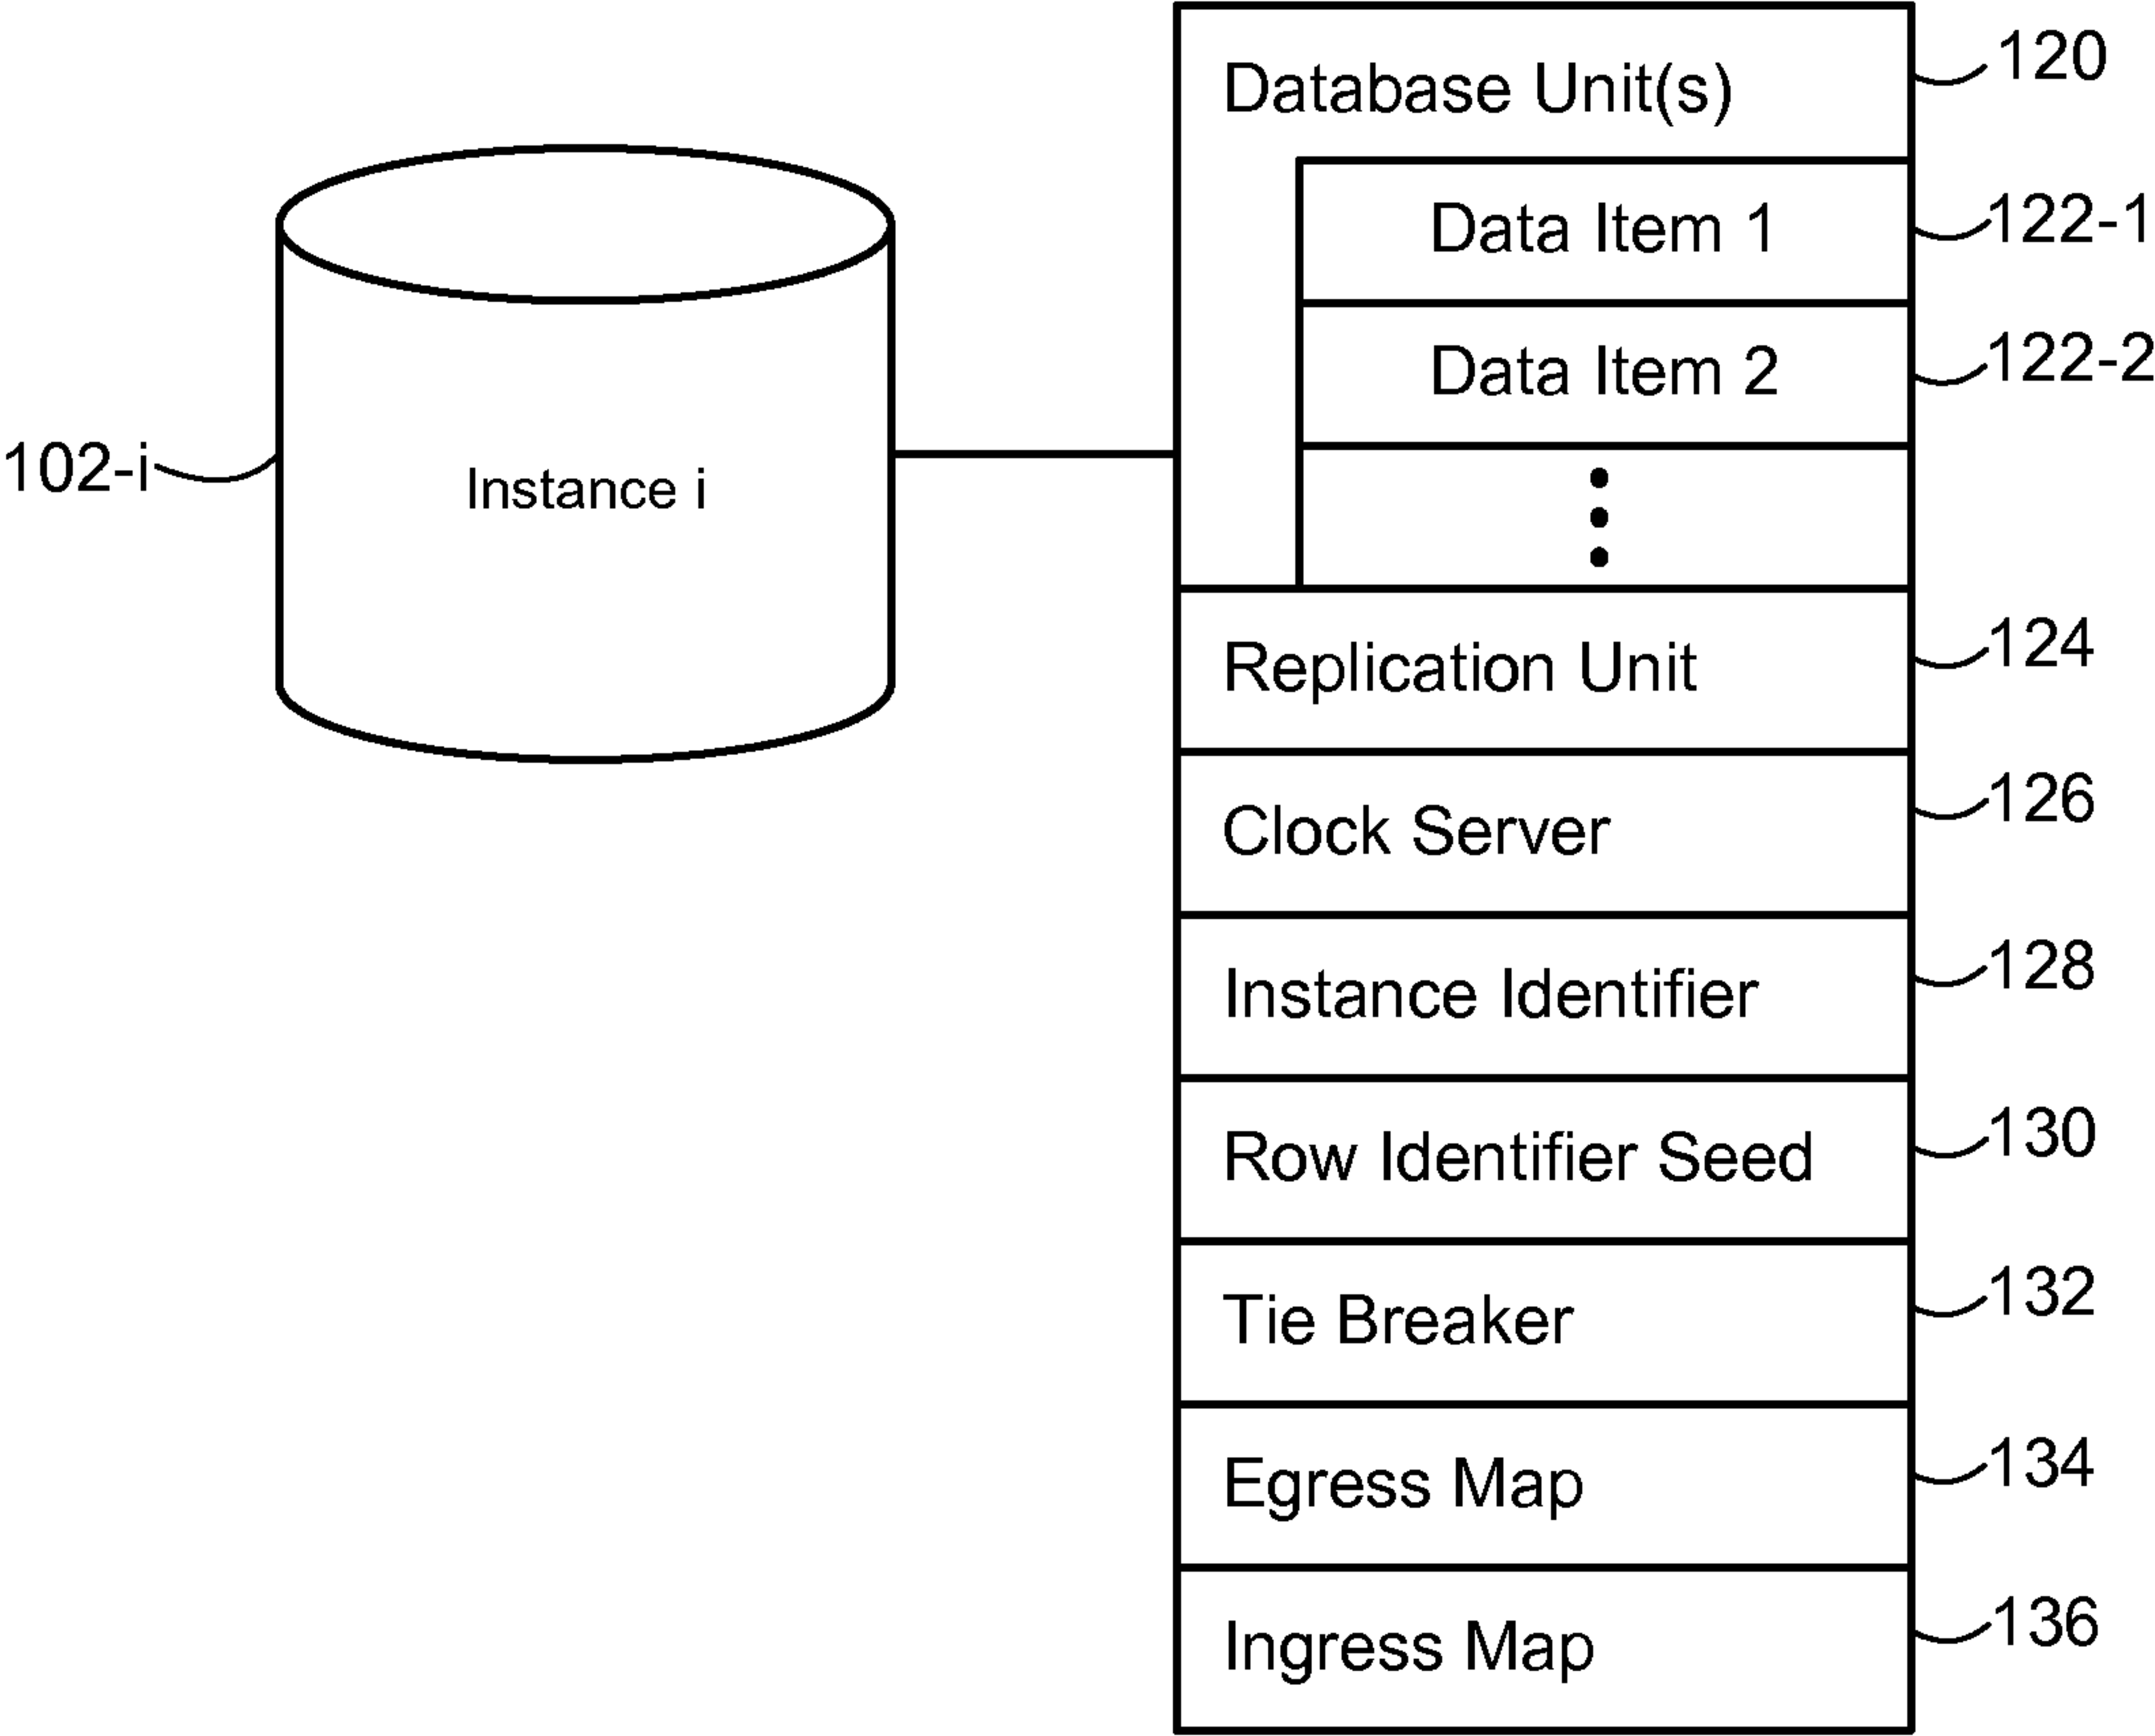 102-i
Instance i
Database Unit(s)
120
Data Item 1
122-1
Data Item 2
122-2
Replication Unit
124
Clock Server
126
Instance Identifier
128
Row Identifier Seed
130
Tie Breaker
132
Egress Map
134
Ingress Map
136